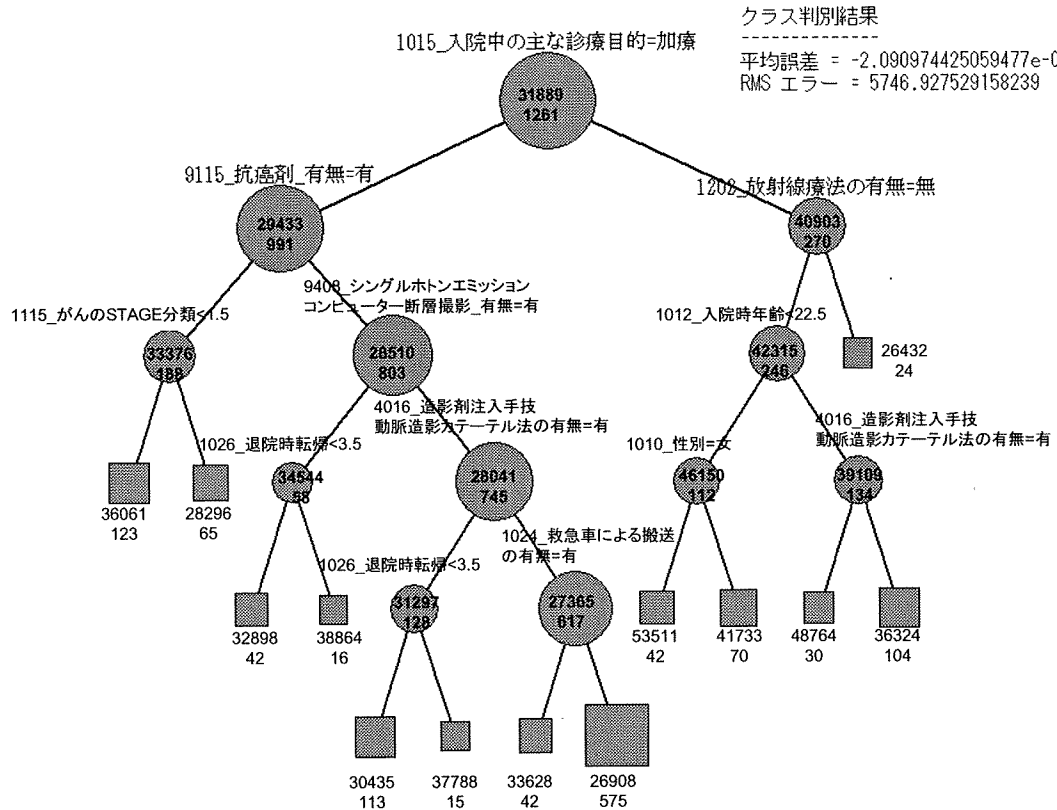 クラス判別結果
--------------
平均誤差 = -2.090974425059477e-0
RMS エラー = 5746.927529158239
1015_入院中の主な診療目的=加療
31889
1261
9115_抗癌剤_有無=有
29433
991
1202_放射線療法の有無=無
40903
270
1115_がんのSTAGE分類<1.5
33376
188
9408_シングルホトンエミッション
コンピューター断層撮影_有無=有
28510
803
1012_入院時年齢<22.5
42315
246
26432
24
36061
123
28296
65
1026_退院時転帰<3.5
34544
58
4016_造影剤注入手技
動脈造影カテーテル法の有無=有
28041
745
1010_性別=女
46150
112
4016_造影剤注入手技
動脈造影カテーテル法の有無=有
39109
134
32898
42
38864
16
1026_退院時転帰<3.5
31297
128
1024_救急車による搬送
の有無=有
27365
617
53511
42
41733
70
48764
30
36324
104
30435
113
37788
15
33628
42
26908
575